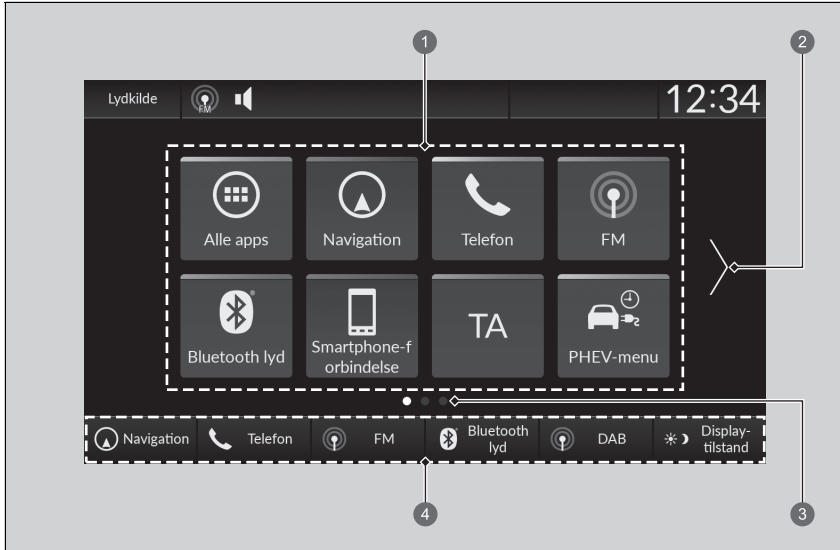 1
2
Lydkilde
FM
12:34
Alle apps
Navigation
Telefon
FM
Bluetooth lyd
Smartphone-f
orbindelse
TA
PHEV-menu
Navigation
Telefon
FM
Bluetooth
lyd
DAB
Display-
tilstand
4
3